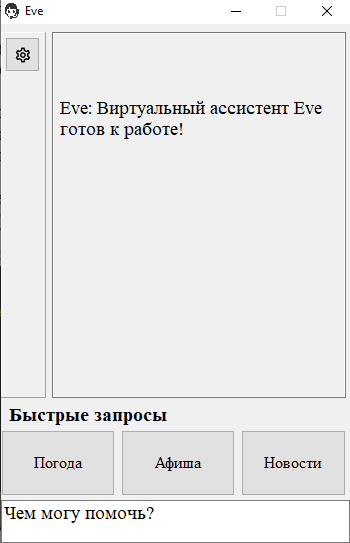 Eve
Eve: Виртуальный ассистент Eve
готов к работе!
Быстрые запросы
Погода
Афиша
Новости
Чем могу помочь?